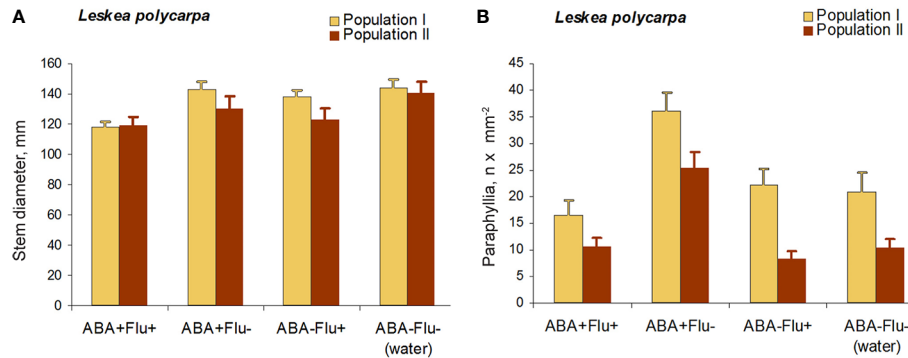 A
Leskea polycarpa
Population I
Population II
Stem diameter, mm
160
140
120
100
80
60
40
20
0
ABA+Flu+
ABA+Flu-
ABA-Flu+
ABA-Flu-
(water)
B
Leskea polycarpa
Population I
Population II
Paraphyllia, n x mm⁻²
45
40
35
30
25
20
15
10
5
0
ABA+Flu+
ABA+Flu-
ABA-Flu+
ABA-Flu-
(water)